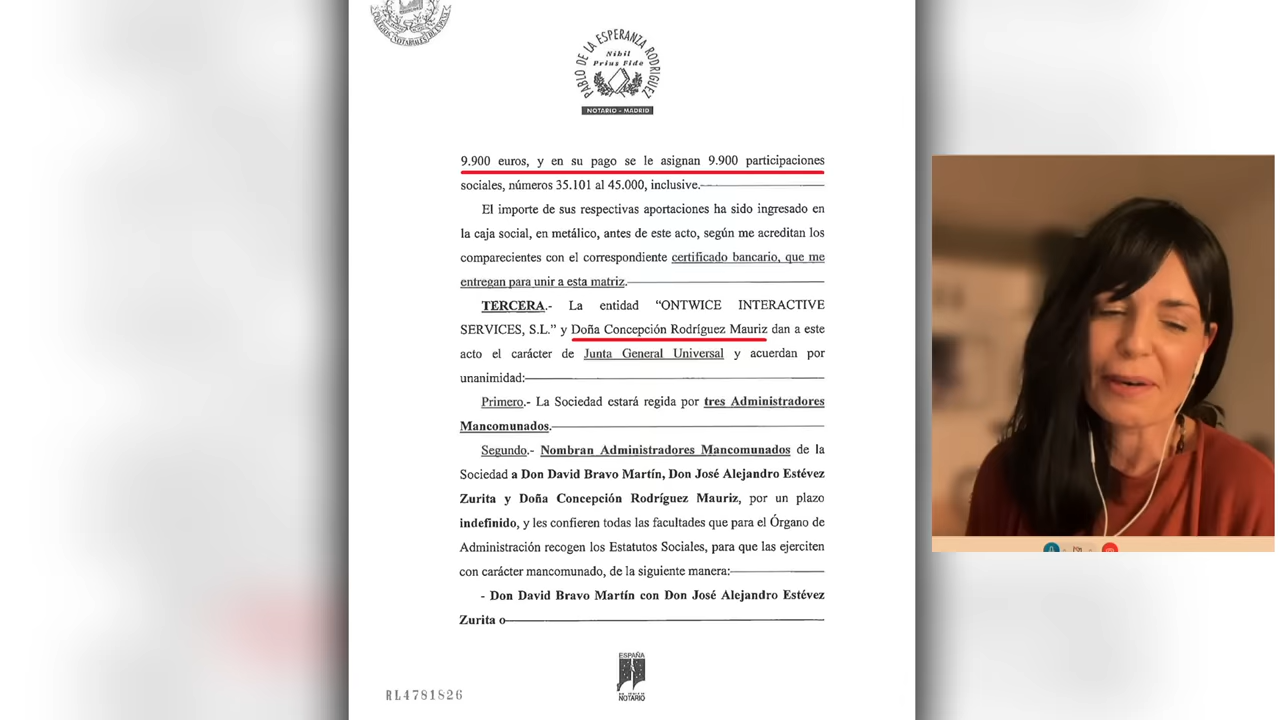 COLEGIOS NOTARIALES DE ESPAÑA
PABLO DE LA ESPERANZA RODRIGUEZ
Nihil
Prius Fide
NOTARIO - MADRID
9.900 euros, y en su pago se le asignan 9.900 participaciones
sociales, números 35.101 al 45.000, inclusive.
El importe de sus respectivas aportaciones ha sido ingresado en
la caja social, en metálico, antes de este acto, según me acreditan los
comparecientes con el correspondiente certificado bancario, que me
entregan para unir a esta matriz.
TERCERA.- La entidad “ONTWICE INTERACTIVE
SERVICES, S.L.” y Doña Concepción Rodríguez Mauriz dan a este
acto el carácter de Junta General Universal y acuerdan por
unanimidad:
Primero.- La Sociedad estará regida por tres Administradores
Mancomunados.
Segundo.- Nombran Administradores Mancomunados de la
Sociedad a Don David Bravo Martín, Don José Alejandro Estévez
Zurita y Doña Concepción Rodríguez Mauriz, por un plazo
indefinido, y les confieren todas las facultades que para el Órgano de
Administración recogen los Estatutos Sociales, para que las ejerciten
con carácter mancomunado, de la siguiente manera:
- Don David Bravo Martín con Don José Alejandro Estévez
Zurita o
ESPAÑA
NOTARIO
RL4781826